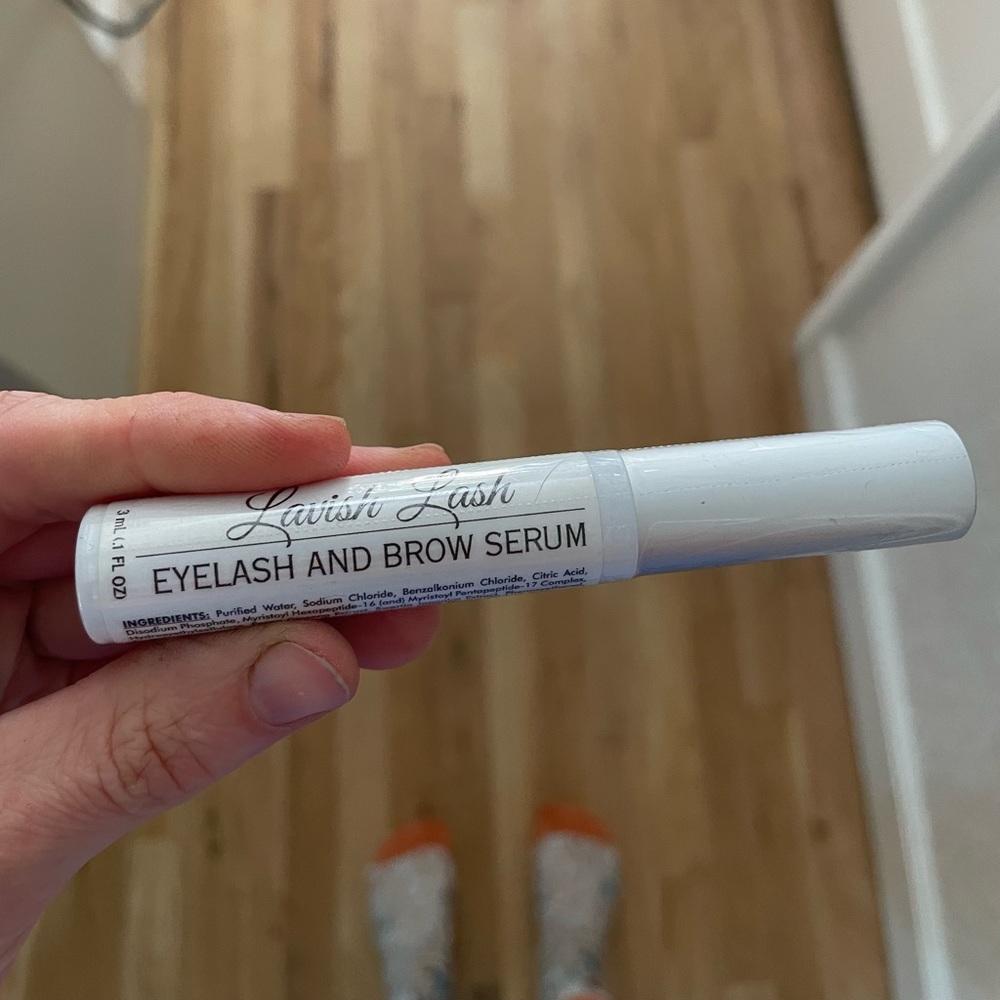 Lavish Lash
EYELASH AND BROW SERUM
3 mL (.1 FL OZ)
INGREDIENTS: Purified Water, Sodium Chloride, Benzalkonium Chloride, Citric Acid,
Disodium Phosphate, Myristoyl Hexapeptide-16 (and) Myristoyl Pentapeptide-17 Complex,